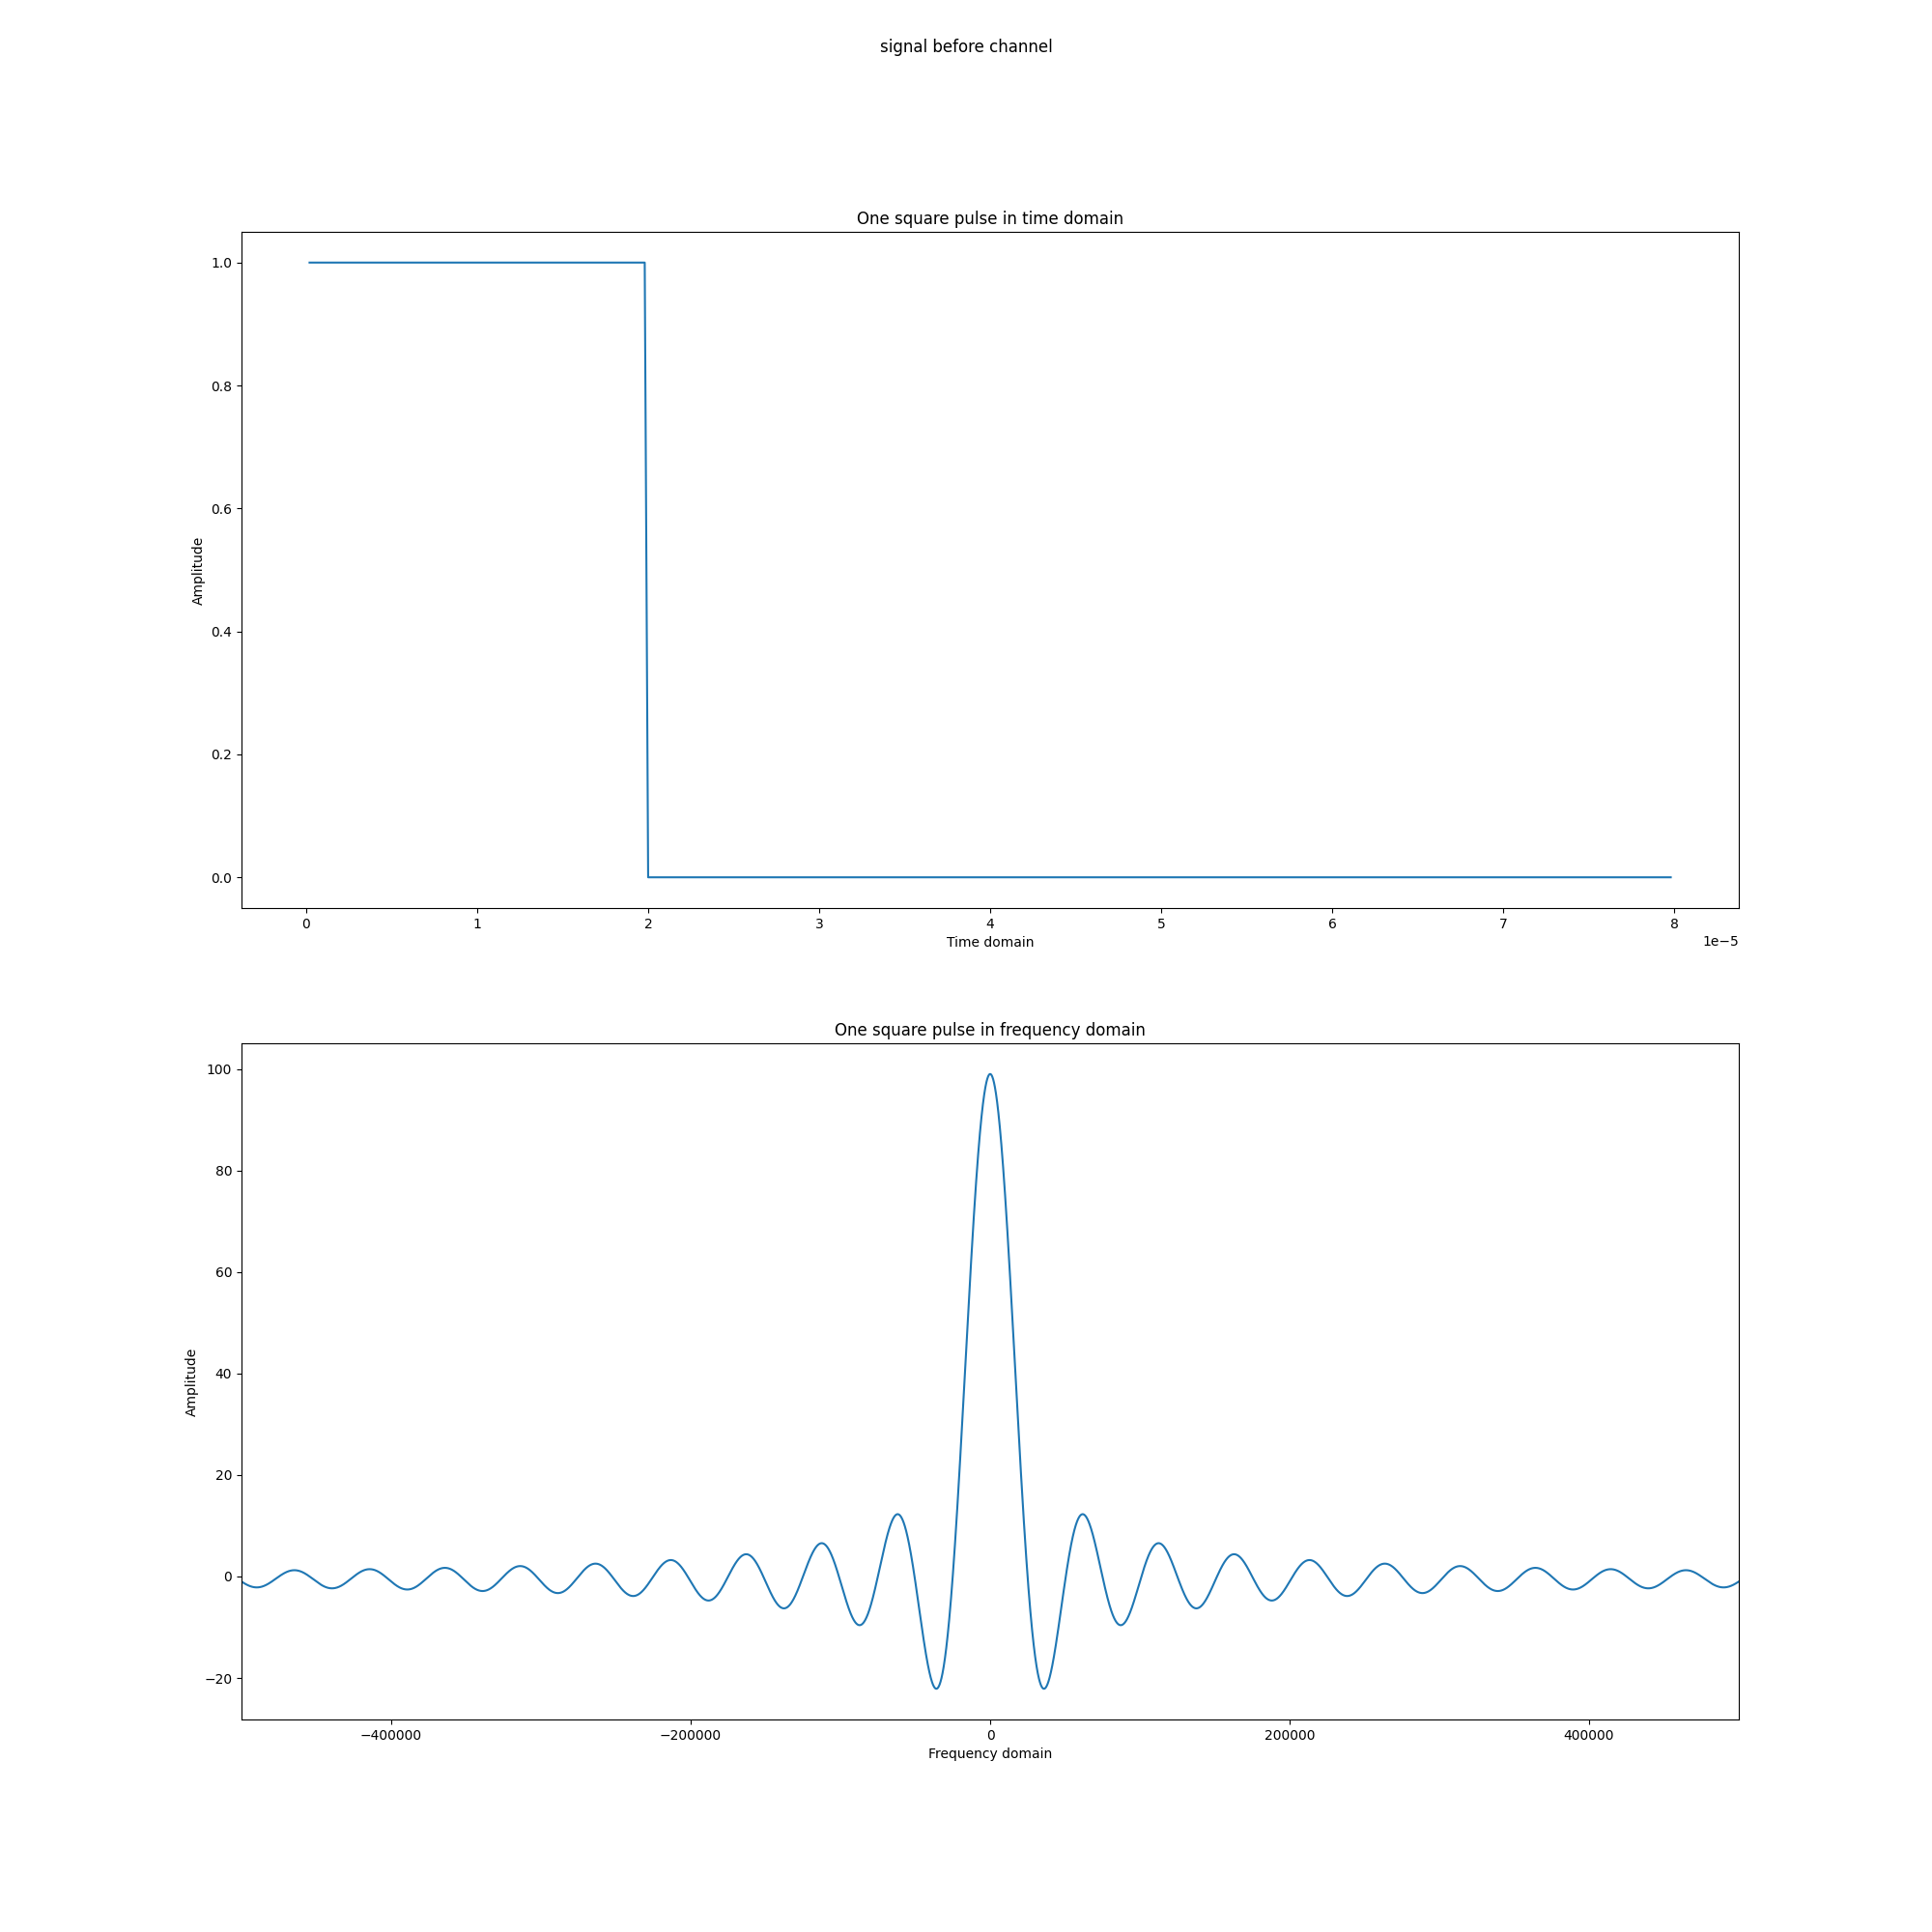 signal before channel
One square pulse in time domain
1.0
0.8
0.6
0.4
0.2
0.0
Amplitude
0 1 2 3 4 5 6 7 8
Time domain
1e−5
One square pulse in frequency domain
100
80
60
40
20
0
−20
Amplitude
−400000 −200000 0 200000 400000
Frequency domain